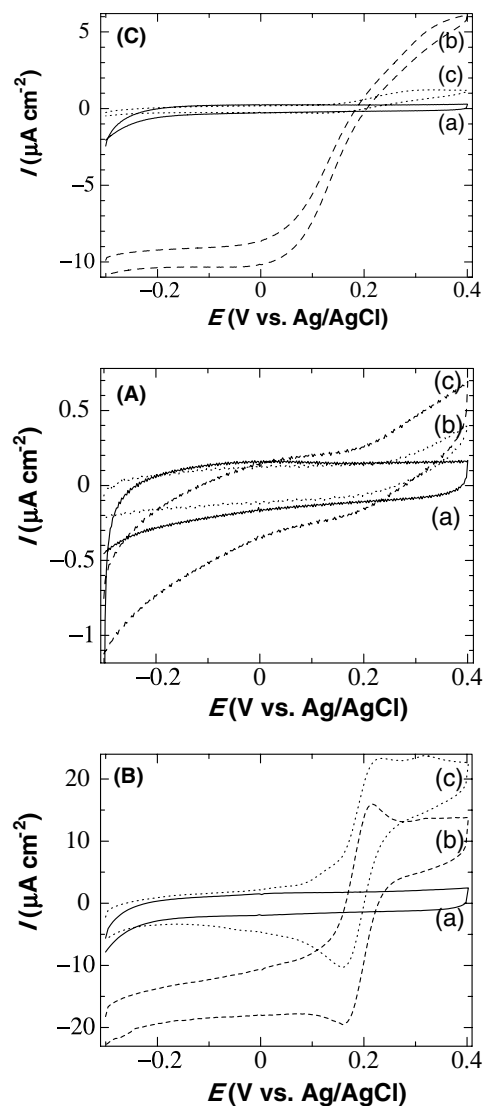 (C)
(b)
(c)
(a)
5
0
−5
−10
I (μA cm⁻²)
−0.2 0 0.2 0.4
E (V vs. Ag/AgCl)
(A)
(c)
(b)
(a)
0.5
0
−0.5
−1
I (μA cm⁻²)
−0.2 0 0.2 0.4
E (V vs. Ag/AgCl)
(B)
(c)
(b)
(a)
20
10
0
−10
−20
I (μA cm⁻²)
−0.2 0 0.2 0.4
E (V vs. Ag/AgCl)